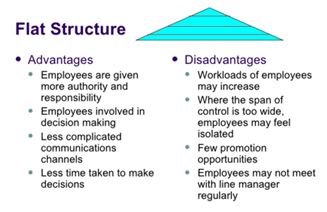 Flat Structure
Advantages
Employees are given
more authority and
responsibility
Employees involved in
decision making
Less complicated
communications
channels
Less time taken to make
decisions
Disadvantages
Workloads of employees
may increase
Where the span of
control is too wide,
employees may feel
isolated
Few promotion
opportunities
Employees may not meet
with line manager
regularly